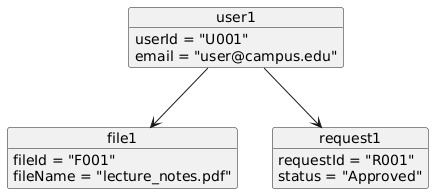 user1
userId = "U001"
email = "user@campus.edu"
file1
fileId = "F001"
fileName = "lecture_notes.pdf"
request1
requestId = "R001"
status = "Approved"